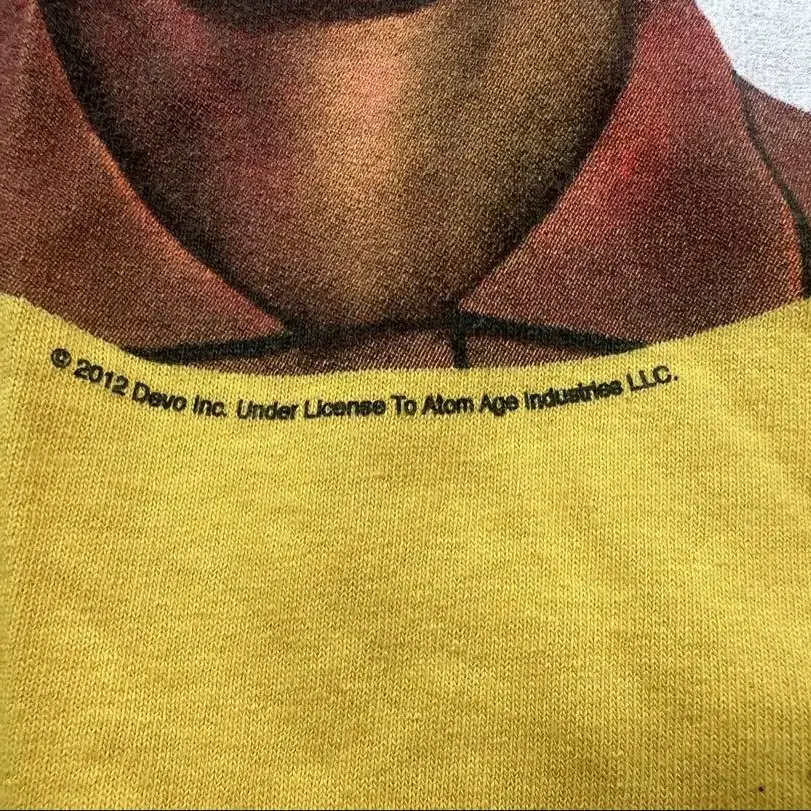 © 2012 Devo Inc. Under License To Atom Age Industries LLC.